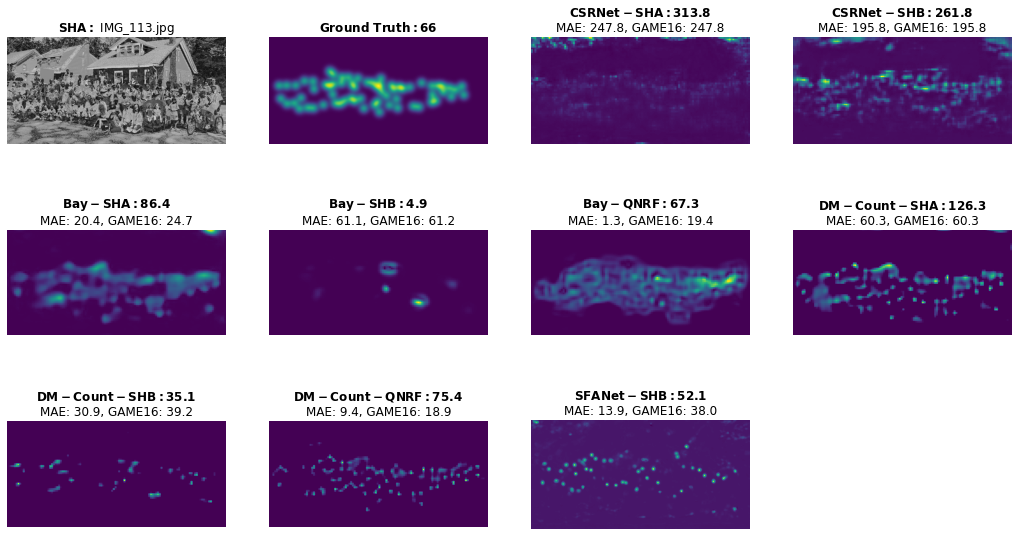 SHA: IMG_113.jpg
Ground Truth:66
CSRNet-SHA:313.8
MAE: 247.8, GAME16: 247.8
CSRNet-SHB:261.8
MAE: 195.8, GAME16: 195.8
Bay-SHA:86.4
MAE: 20.4, GAME16: 24.7
Bay-SHB:4.9
MAE: 61.1, GAME16: 61.2
Bay-QNRF:67.3
MAE: 1.3, GAME16: 19.4
DM-Count-SHA:126.3
MAE: 60.3, GAME16: 60.3
DM-Count-SHB:35.1
MAE: 30.9, GAME16: 39.2
DM-Count-QNRF:75.4
MAE: 9.4, GAME16: 18.9
SFANet-SHB:52.1
MAE: 13.9, GAME16: 38.0